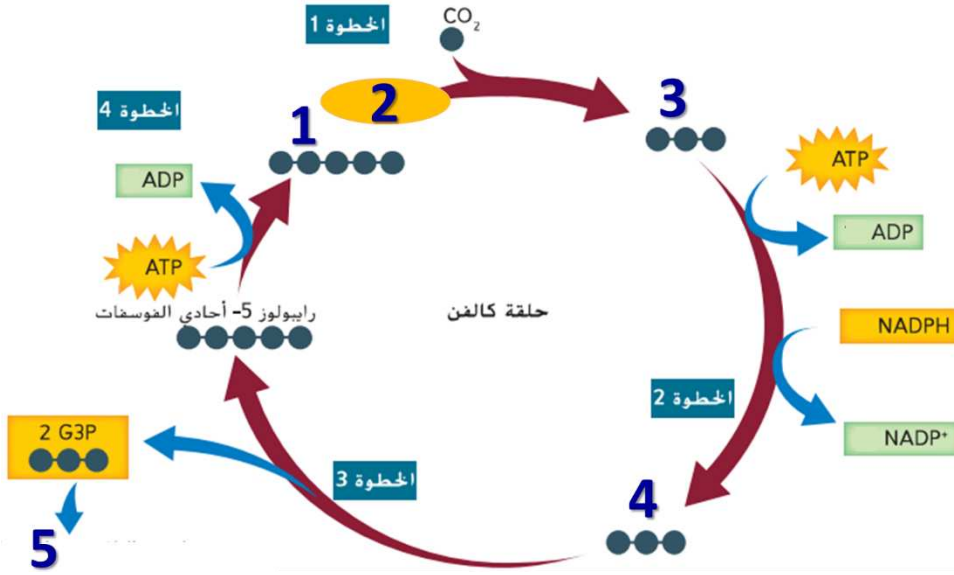 الخطوة 1
CO₂
2
3
الخطوة 4
1
ATP
ADP
ADP
ATP
رايبولوز 5- أحادي الفوسفات
حلقة كالفن
NADPH
الخطوة 2
2 G3P
NADP⁺
الخطوة 3
4
5